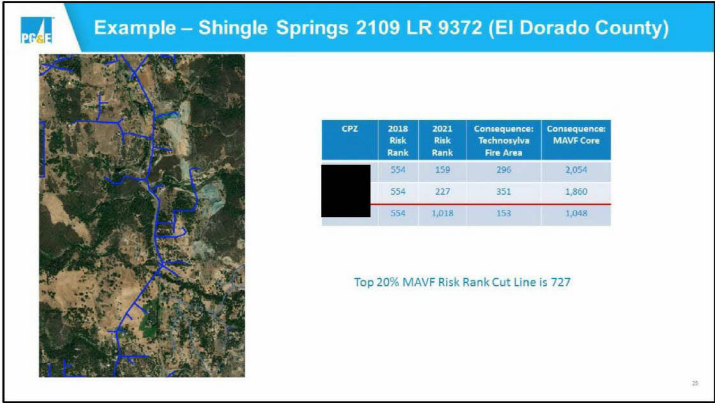 PG&E
Example – Shingle Springs 2109 LR 9372 (El Dorado County)
CPZ 2018 Risk Rank 2021 Risk Rank Consequence: Technosylva Fire Area Consequence: MAVF Core
554 159 296 2,054
554 227 351 1,860
554 1,018 153 1,048
Top 20% MAVF Risk Rank Cut Line is 727